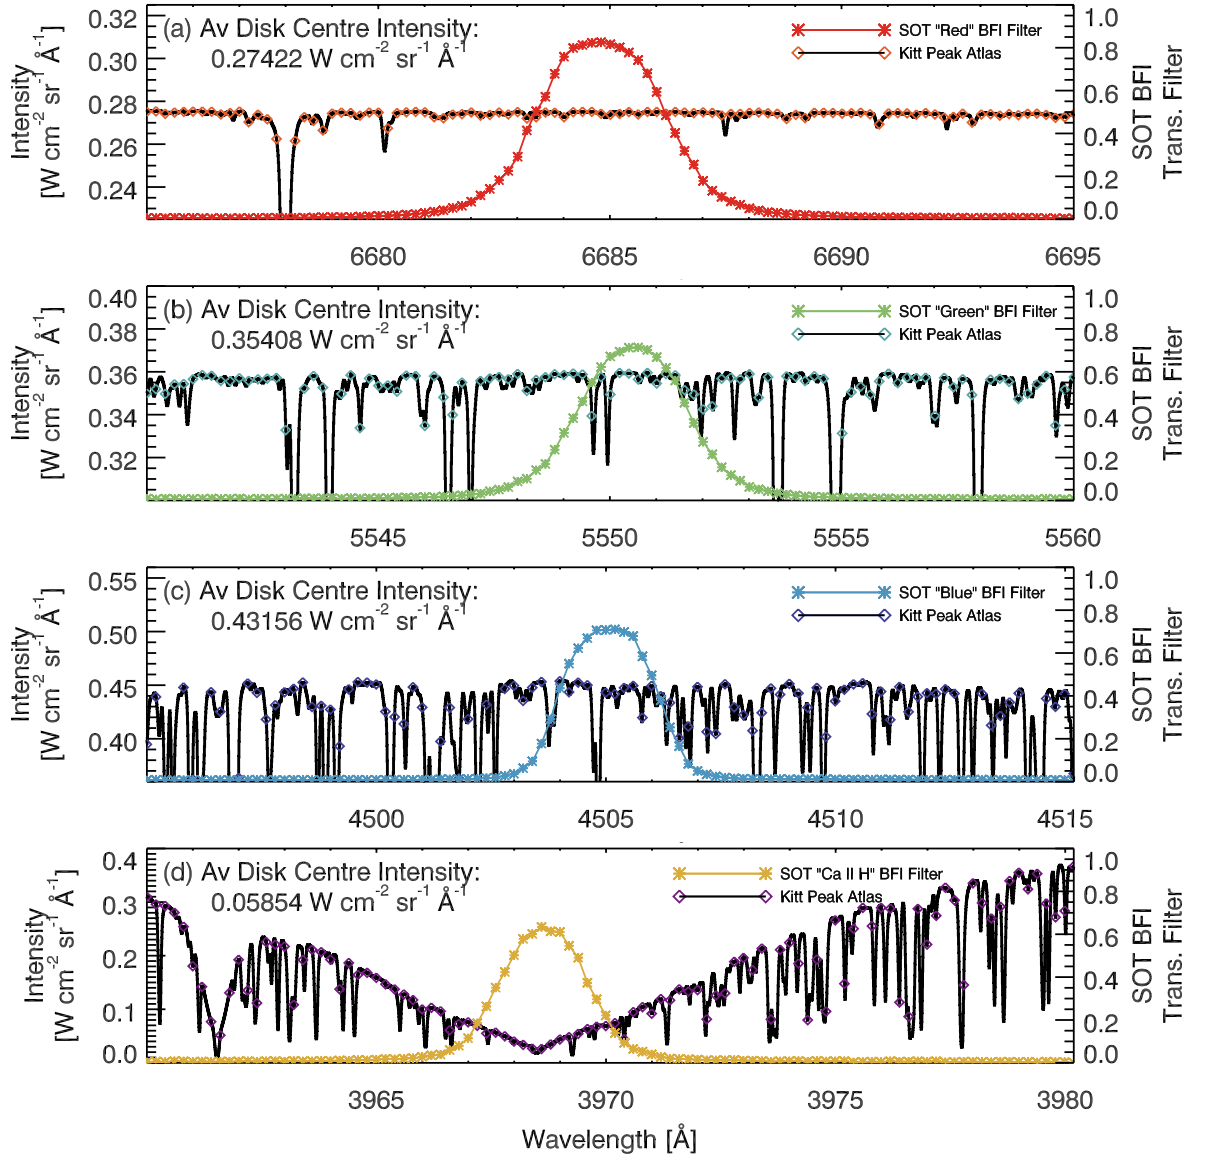 (a) Av Disk Centre Intensity:
0.27422 W cm-2 sr-1 Å-1
SOT "Red" BFI Filter
Kitt Peak Atlas
Intensity
[W cm-2 sr-1 Å-1]
0.32
0.30
0.28
0.26
0.24
1.0
0.8
0.6
0.4
0.2
0.0
SOT BFI
Trans. Filter
6680 6685 6690 6695
(b) Av Disk Centre Intensity:
0.35408 W cm-2 sr-1 Å-1
SOT "Green" BFI Filter
Kitt Peak Atlas
Intensity
[W cm-2 sr-1 Å-1]
0.40
0.38
0.36
0.34
0.32
1.0
0.8
0.6
0.4
0.2
0.0
SOT BFI
Trans. Filter
5545 5550 5555 5560
(c) Av Disk Centre Intensity:
0.43156 W cm-2 sr-1 Å-1
SOT "Blue" BFI Filter
Kitt Peak Atlas
Intensity
[W cm-2 sr-1 Å-1]
0.55
0.50
0.45
0.40
1.0
0.8
0.6
0.4
0.2
0.0
SOT BFI
Trans. Filter
4500 4505 4510 4515
(d) Av Disk Centre Intensity:
0.05854 W cm-2 sr-1 Å-1
SOT "Ca II H" BFI Filter
Kitt Peak Atlas
Intensity
[W cm-2 sr-1 Å-1]
0.4
0.3
0.2
0.1
0.0
1.0
0.8
0.6
0.4
0.2
0.0
SOT BFI
Trans. Filter
3965 3970 3975 3980
Wavelength [Å]